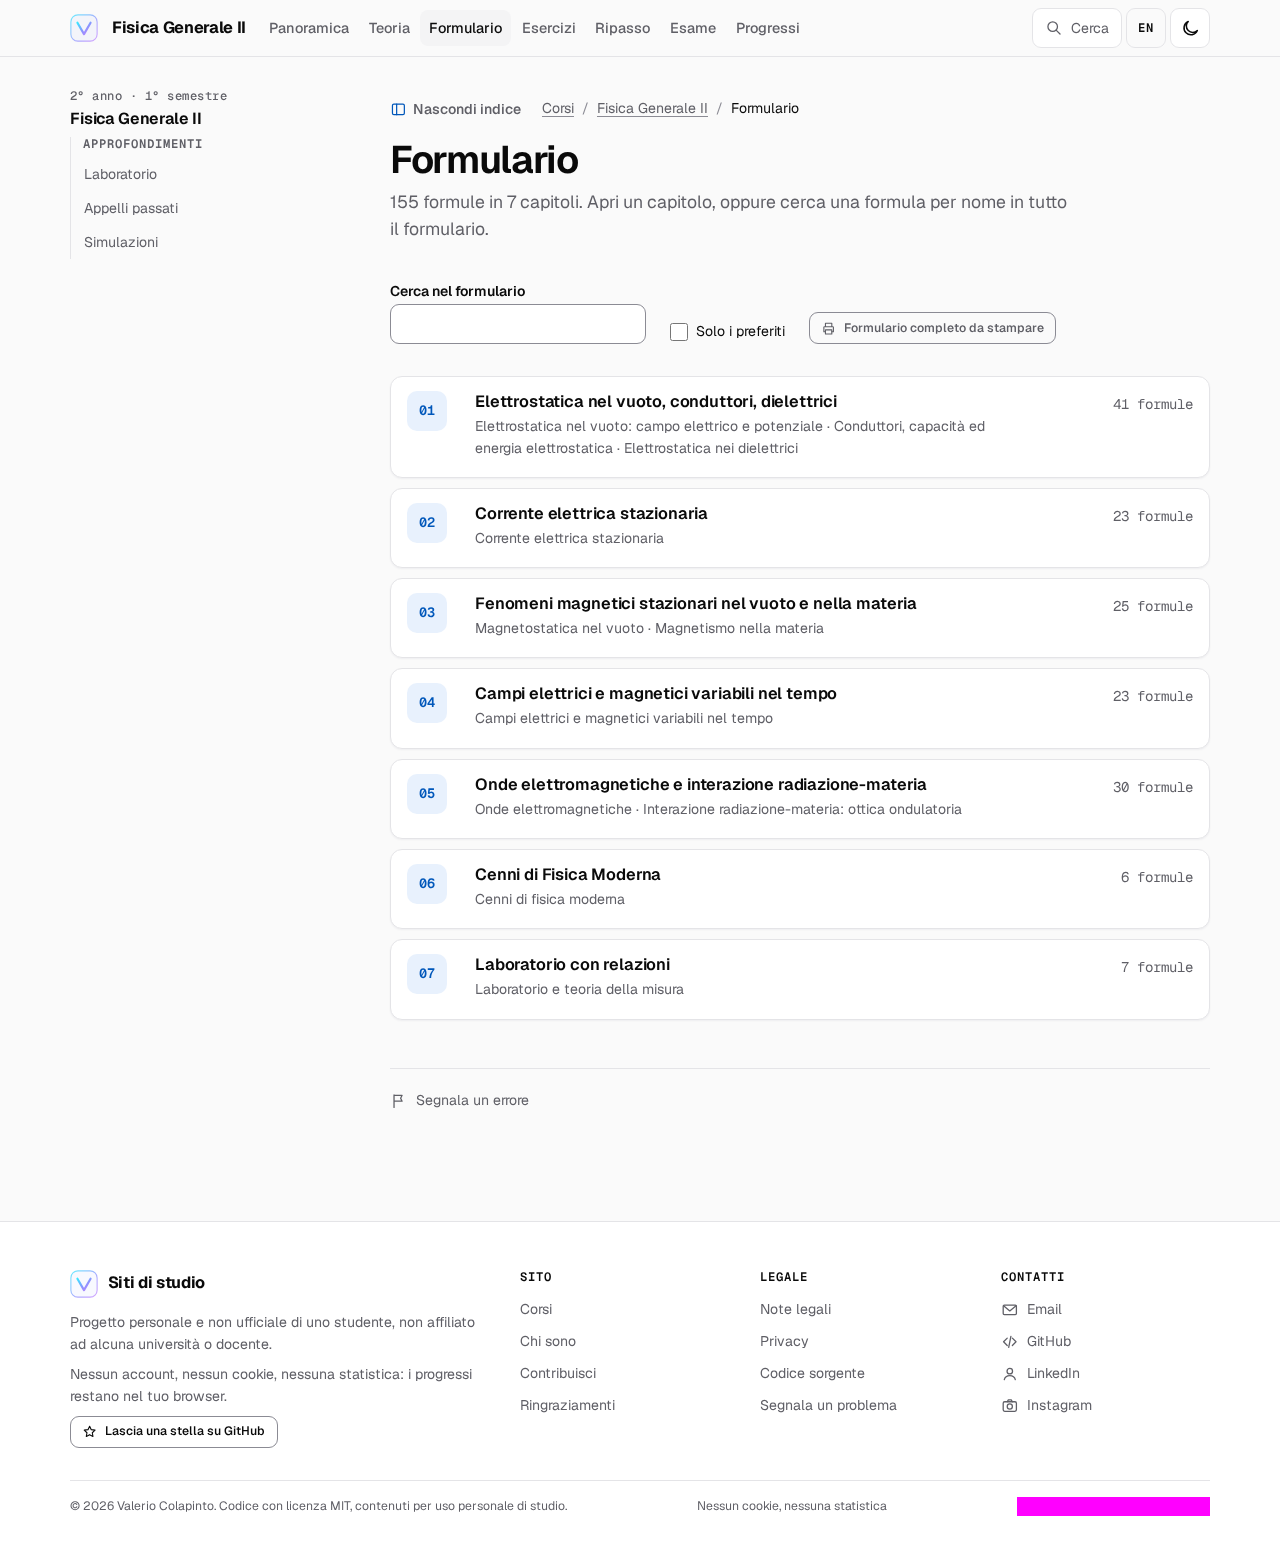 Fisica Generale II
Panoramica
Teoria
Formulario
Esercizi
Ripasso
Esame
Progressi
Cerca
EN
2º anno · 1º semestre
Fisica Generale II
APPROFONDIMENTI
Laboratorio
Appelli passati
Simulazioni
Nascondi indice
Corsi / Fisica Generale II / Formulario
Formulario
155 formule in 7 capitoli. Apri un capitolo, oppure cerca una formula per nome in tutto
il formulario.
Cerca nel formulario
Solo i preferiti
Formulario completo da stampare
01
Elettrostatica nel vuoto, conduttori, dielettrici
41 formule
Elettrostatica nel vuoto: campo elettrico e potenziale · Conduttori, capacità ed
energia elettrostatica · Elettrostatica nei dielettrici
02
Corrente elettrica stazionaria
23 formule
Corrente elettrica stazionaria
03
Fenomeni magnetici stazionari nel vuoto e nella materia
25 formule
Magnetostatica nel vuoto · Magnetismo nella materia
04
Campi elettrici e magnetici variabili nel tempo
23 formule
Campi elettrici e magnetici variabili nel tempo
05
Onde elettromagnetiche e interazione radiazione-materia
30 formule
Onde elettromagnetiche · Interazione radiazione-materia: ottica ondulatoria
06
Cenni di Fisica Moderna
6 formule
Cenni di fisica moderna
07
Laboratorio con relazioni
7 formule
Laboratorio e teoria della misura
Segnala un errore
Siti di studio
Progetto personale e non ufficiale di uno studente, non affiliato
ad alcuna università o docente.
Nessun account, nessun cookie, nessuna statistica: i progressi
restano nel tuo browser.
Lascia una stella su GitHub
SITO
Corsi
Chi sono
Contribuisci
Ringraziamenti
LEGALE
Note legali
Privacy
Codice sorgente
Segnala un problema
CONTATTI
Email
GitHub
LinkedIn
Instagram
© 2026 Valerio Colapinto. Codice con licenza MIT, contenuti per uso personale di studio.
Nessun cookie, nessuna statistica